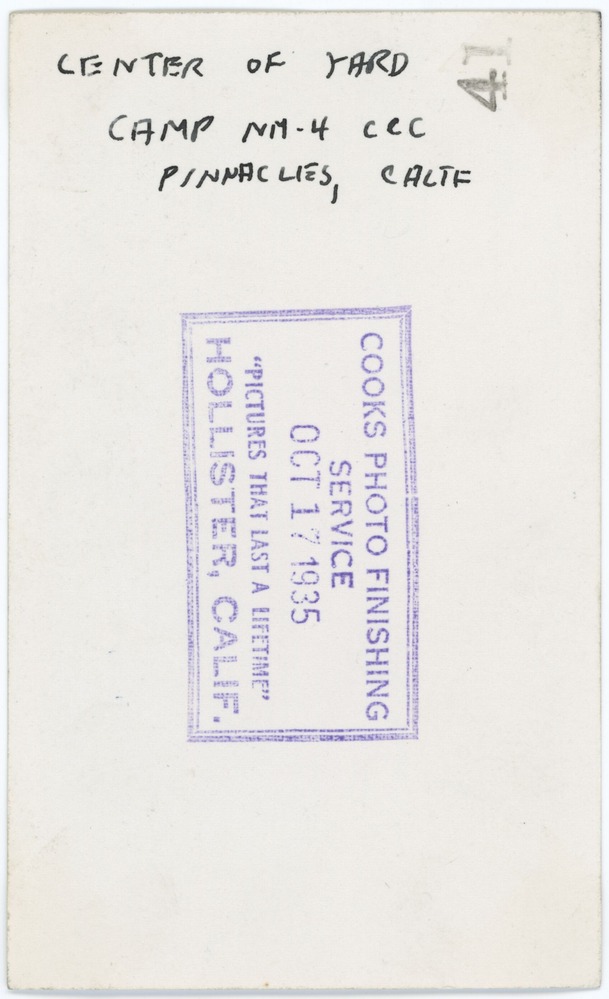 CENTER OF YARD
CAMP NM-4 CCC
PINNACLIES, CALIF
41
COOKS PHOTO FINISHING
SERVICE
OCT 17 1935
"PICTURES THAT LAST A LIFETIME"
HOLLISTER, CALIF.